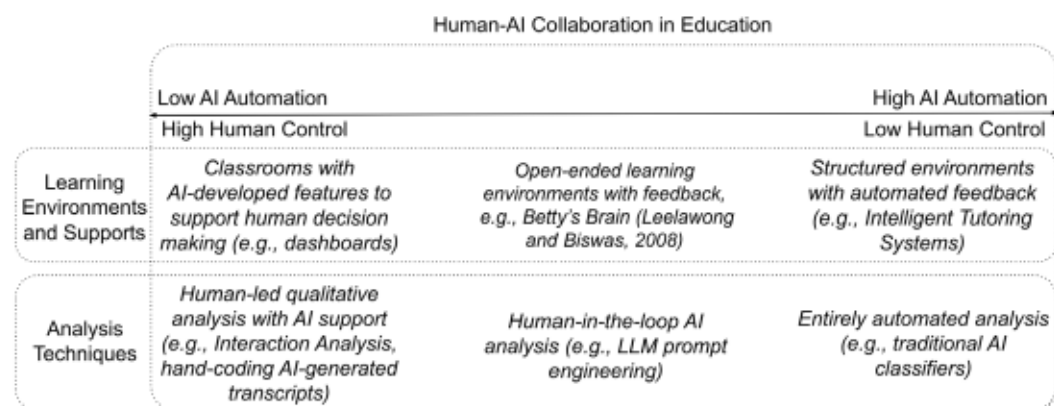 Human-AI Collaboration in Education
Low AI Automation
High AI Automation
High Human Control
Low Human Control
Learning
Environments
and Supports
Classrooms with
AI-developed features to
support human decision
making (e.g., dashboards)
Open-ended learning
environments with feedback,
e.g., Betty's Brain (Leelawong
and Biswas, 2008)
Structured environments
with automated feedback
(e.g., Intelligent Tutoring
Systems)
Analysis
Techniques
Human-led qualitative
analysis with AI support
(e.g., Interaction Analysis,
hand-coding AI-generated
transcripts)
Human-in-the-loop AI
analysis (e.g., LLM prompt
engineering)
Entirely automated analysis
(e.g., traditional AI
classifiers)